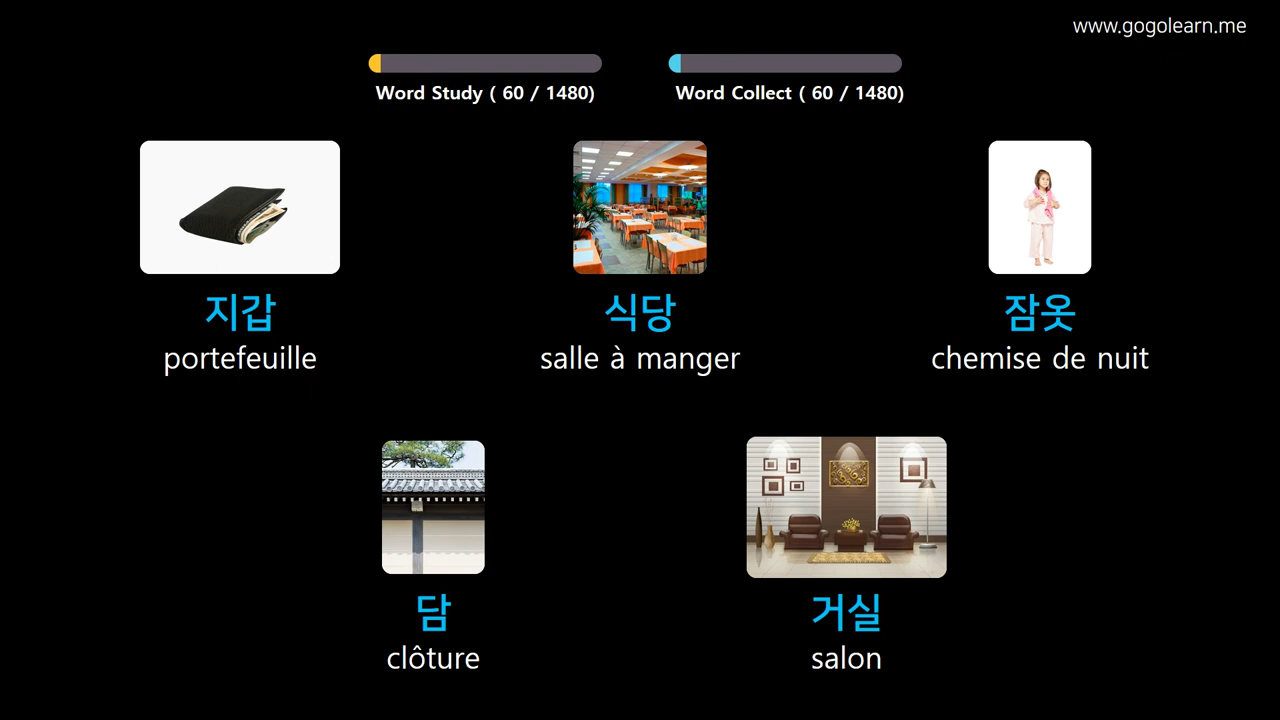 www.gogolearn.me
Word Study ( 60 / 1480)
Word Collect ( 60 / 1480)
지갑
portefeuille
식당
salle à manger
잠옷
chemise de nuit
담
clôture
거실
salon